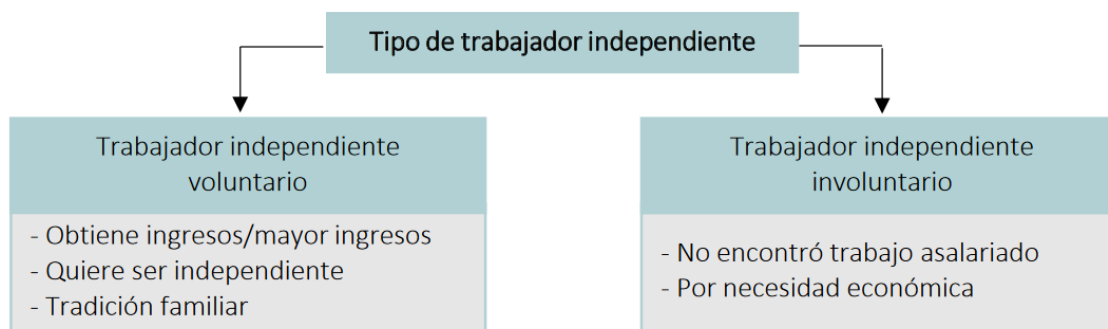 Tipo de trabajador independiente
Trabajador independiente
voluntario
- Obtiene ingresos/mayor ingresos
- Quiere ser independiente
- Tradición familiar
Trabajador independiente
involuntario
- No encontró trabajo asalariado
- Por necesidad económica